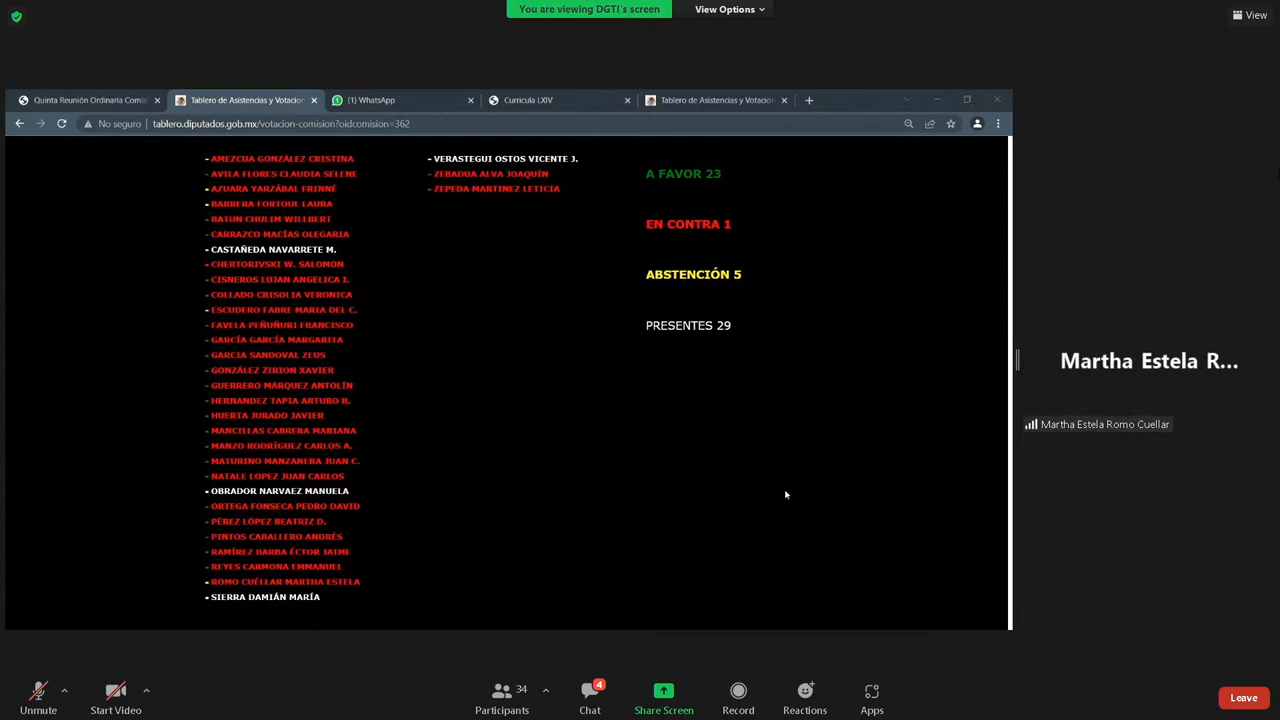 You are viewing DGTI's screen
View Options
View
Quinta Reunión Ordinaria Comis
Tablero de Asistencias y Votacion
(1) WhatsApp
Curricula LXIV
Tablero de Asistencias y Votacion
No seguro
tablero.diputados.gob.mx/votacion-comision?oidcomision=362
- AMEZCUA GONZÁLEZ CRISTINA
- AVILA FLORES CLAUDIA SELENE
- AZUARA YARZÁBAL FRINNÉ
- BARRERA FORTOUL LAURA
- BATUN CHULIM WILLBERT
- CARRAZCO MACÍAS OLEGARIA
- CASTAÑEDA NAVARRETE M.
- CHERTORIVSKI W. SALOMON
- CISNEROS LUJAN ANGELICA I.
- COLLADO CRISOLIA VERONICA
- ESCUDERO FABRE MARIA DEL C.
- FAVELA PEÑUÑURI FRANCISCO
- GARCÍA GARCÍA MARGARITA
- GARCIA SANDOVAL ZEUS
- GONZÁLEZ ZIRION XAVIER
- GUERRERO MÁRQUEZ ANTOLÍN
- HERNANDEZ TAPIA ARTURO R.
- HUERTA JURADO JAVIER
- MANCILLAS CABRERA MARIANA
- MANZO RODRÍGUEZ CARLOS A.
- MATURINO MANZANERA JUAN C.
- NATALE LOPEZ JUAN CARLOS
- OBRADOR NARVAEZ MANUELA
- ORTEGA FONSECA PEDRO DAVID
- PÉREZ LÓPEZ BEATRIZ D.
- PINTOS CABALLERO ANDRÉS
- RAMÍREZ BARBA ÉCTOR JAIME
- REYES CARMONA EMMANUEL
- ROMO CUÉLLAR MARTHA ESTELA
- SIERRA DAMIÁN MARÍA
- VERASTEGUI OSTOS VICENTE J.
- ZEBADUA ALVA JOAQUÍN
- ZEPEDA MARTINEZ LETICIA
A FAVOR 23
EN CONTRA 1
ABSTENCIÓN 5
PRESENTES 29
Martha Estela R...
Martha Estela Romo Cuellar
Unmute
Start Video
34
Participants
4
Chat
Share Screen
Record
Reactions
Apps
Leave